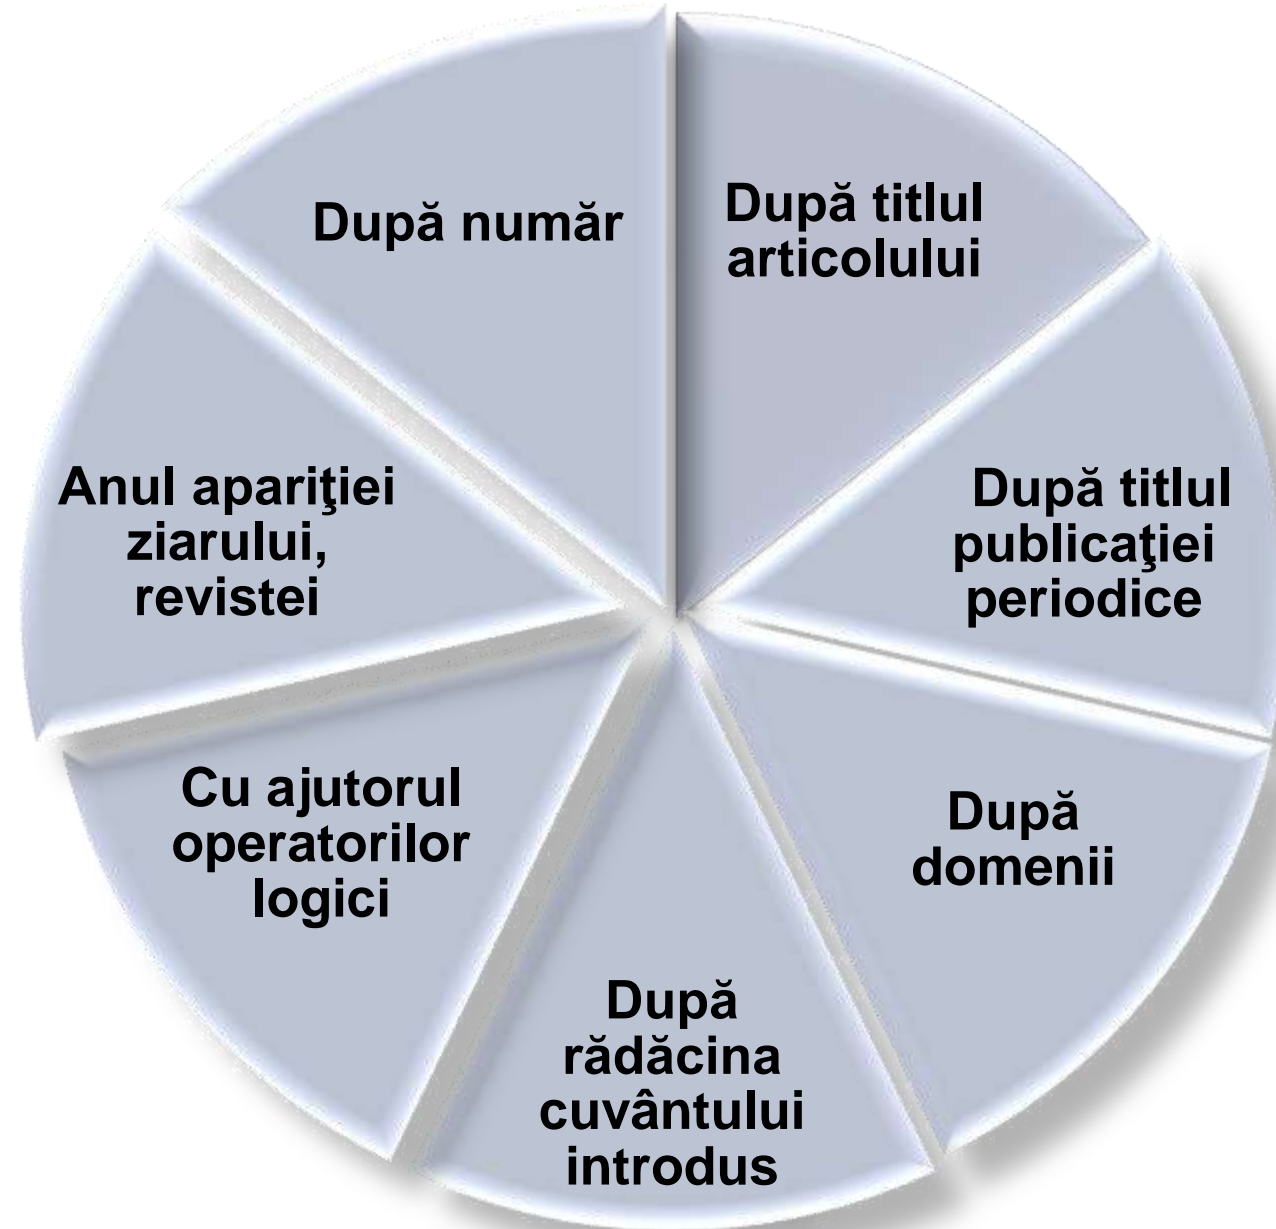 După titlul
articolului
După titlul
publicaţiei
periodice
După
domenii
După
rădăcina
cuvântului
introdus
Cu ajutorul
operatorilor
logici
Anul apariţiei
ziarului,
revistei
După număr